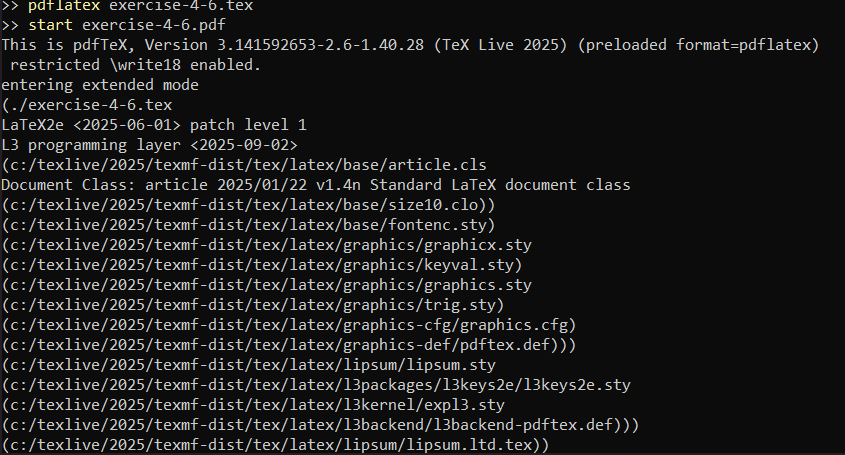 >> pdflatex exercise-4-6.tex
>> start exercise-4-6.pdf
This is pdfTeX, Version 3.141592653-2.6-1.40.28 (TeX Live 2025) (preloaded format=pdflatex)
 restricted \write18 enabled.
entering extended mode
(./exercise-4-6.tex
LaTeX2e <2025-06-01> patch level 1
L3 programming layer <2025-09-02>
(c:/texlive/2025/texmf-dist/tex/latex/base/article.cls
Document Class: article 2025/01/22 v1.4n Standard LaTeX document class
(c:/texlive/2025/texmf-dist/tex/latex/base/size10.clo))
(c:/texlive/2025/texmf-dist/tex/latex/base/fontenc.sty)
(c:/texlive/2025/texmf-dist/tex/latex/graphics/graphicx.sty
(c:/texlive/2025/texmf-dist/tex/latex/graphics/keyval.sty)
(c:/texlive/2025/texmf-dist/tex/latex/graphics/graphics.sty
(c:/texlive/2025/texmf-dist/tex/latex/graphics/trig.sty)
(c:/texlive/2025/texmf-dist/tex/latex/graphics-cfg/graphics.cfg)
(c:/texlive/2025/texmf-dist/tex/latex/graphics-def/pdftex.def)))
(c:/texlive/2025/texmf-dist/tex/latex/lipsum/lipsum.sty
(c:/texlive/2025/texmf-dist/tex/latex/l3packages/l3keys2e/l3keys2e.sty
(c:/texlive/2025/texmf-dist/tex/latex/l3kernel/expl3.sty
(c:/texlive/2025/texmf-dist/tex/latex/l3backend/l3backend-pdftex.def)))
(c:/texlive/2025/texmf-dist/tex/latex/lipsum/lipsum.ltd.tex))